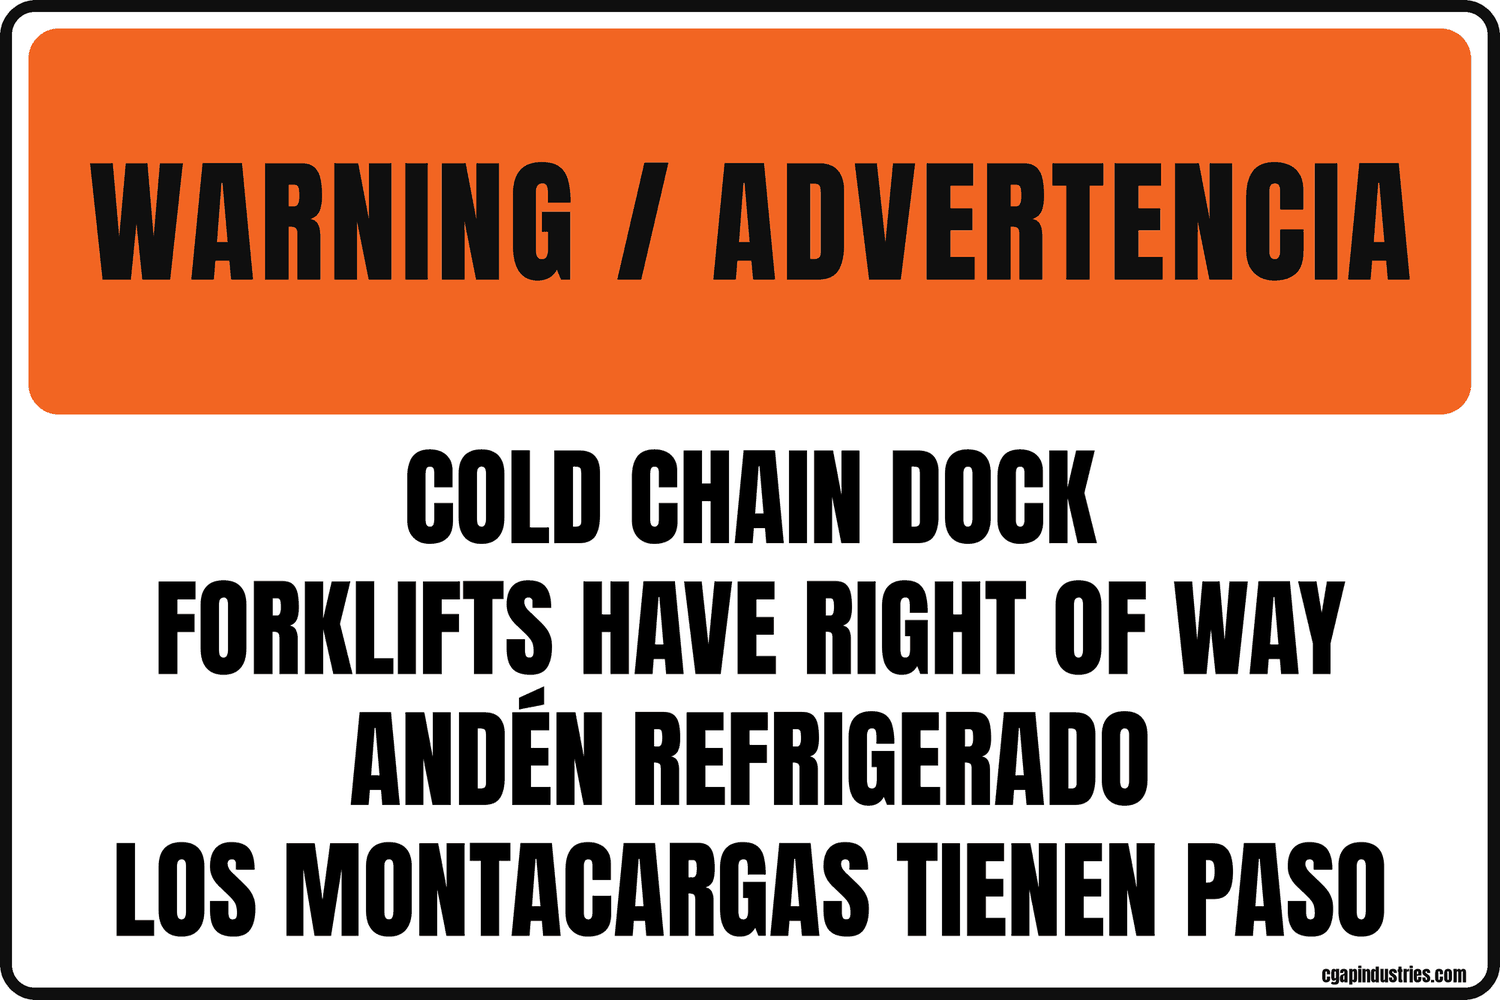 WARNING / ADVERTENCIA
COLD CHAIN DOCK
FORKLIFTS HAVE RIGHT OF WAY
ANDÉN REFRIGERADO
LOS MONTACARGAS TIENEN PASO
cgapindustries.com